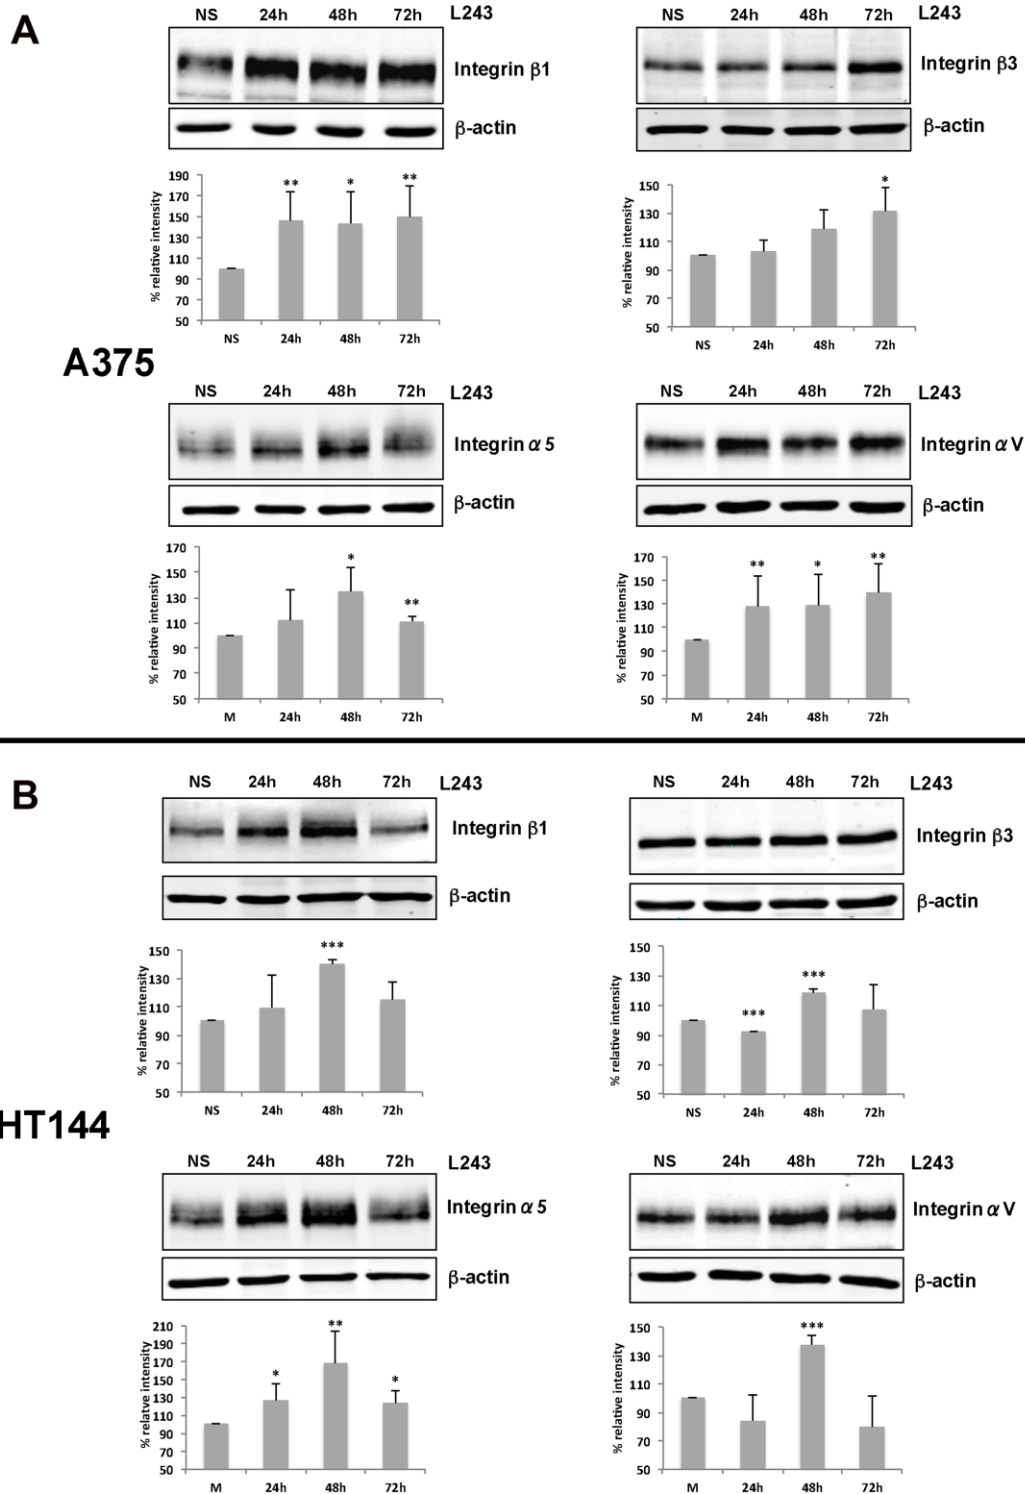 A
NS 24h 48h 72h L243
Integrin β1
β-actin
190
170
150
130
110
90
70
50
% relative intensity
** * **
NS 24h 48h 72h
NS 24h 48h 72h L243
Integrin β3
β-actin
150
130
110
90
70
50
% relative intensity
*
NS 24h 48h 72h
A375
NS 24h 48h 72h L243
Integrin α5
β-actin
170
150
130
110
90
70
50
% relative intensity
* **
M 24h 48h 72h
NS 24h 48h 72h L243
Integrin αV
β-actin
170
150
130
110
90
70
50
% relative intensity
** * **
M 24h 48h 72h
B
NS 24h 48h 72h L243
Integrin β1
β-actin
150
130
110
90
70
50
% relative intensity
***
NS 24h 48h 72h
NS 24h 48h 72h L243
Integrin β3
β-actin
150
130
110
90
70
50
% relative intensity
*** ***
NS 24h 48h 72h
HT144
NS 24h 48h 72h L243
Integrin α5
β-actin
210
190
170
150
130
110
90
70
50
% relatve intensity
* ** *
M 24h 48h 72h
NS 24h 48h 72h L243
Integrin αV
β-actin
150
130
110
90
70
50
% relative intensity
***
M 24h 48h 72h